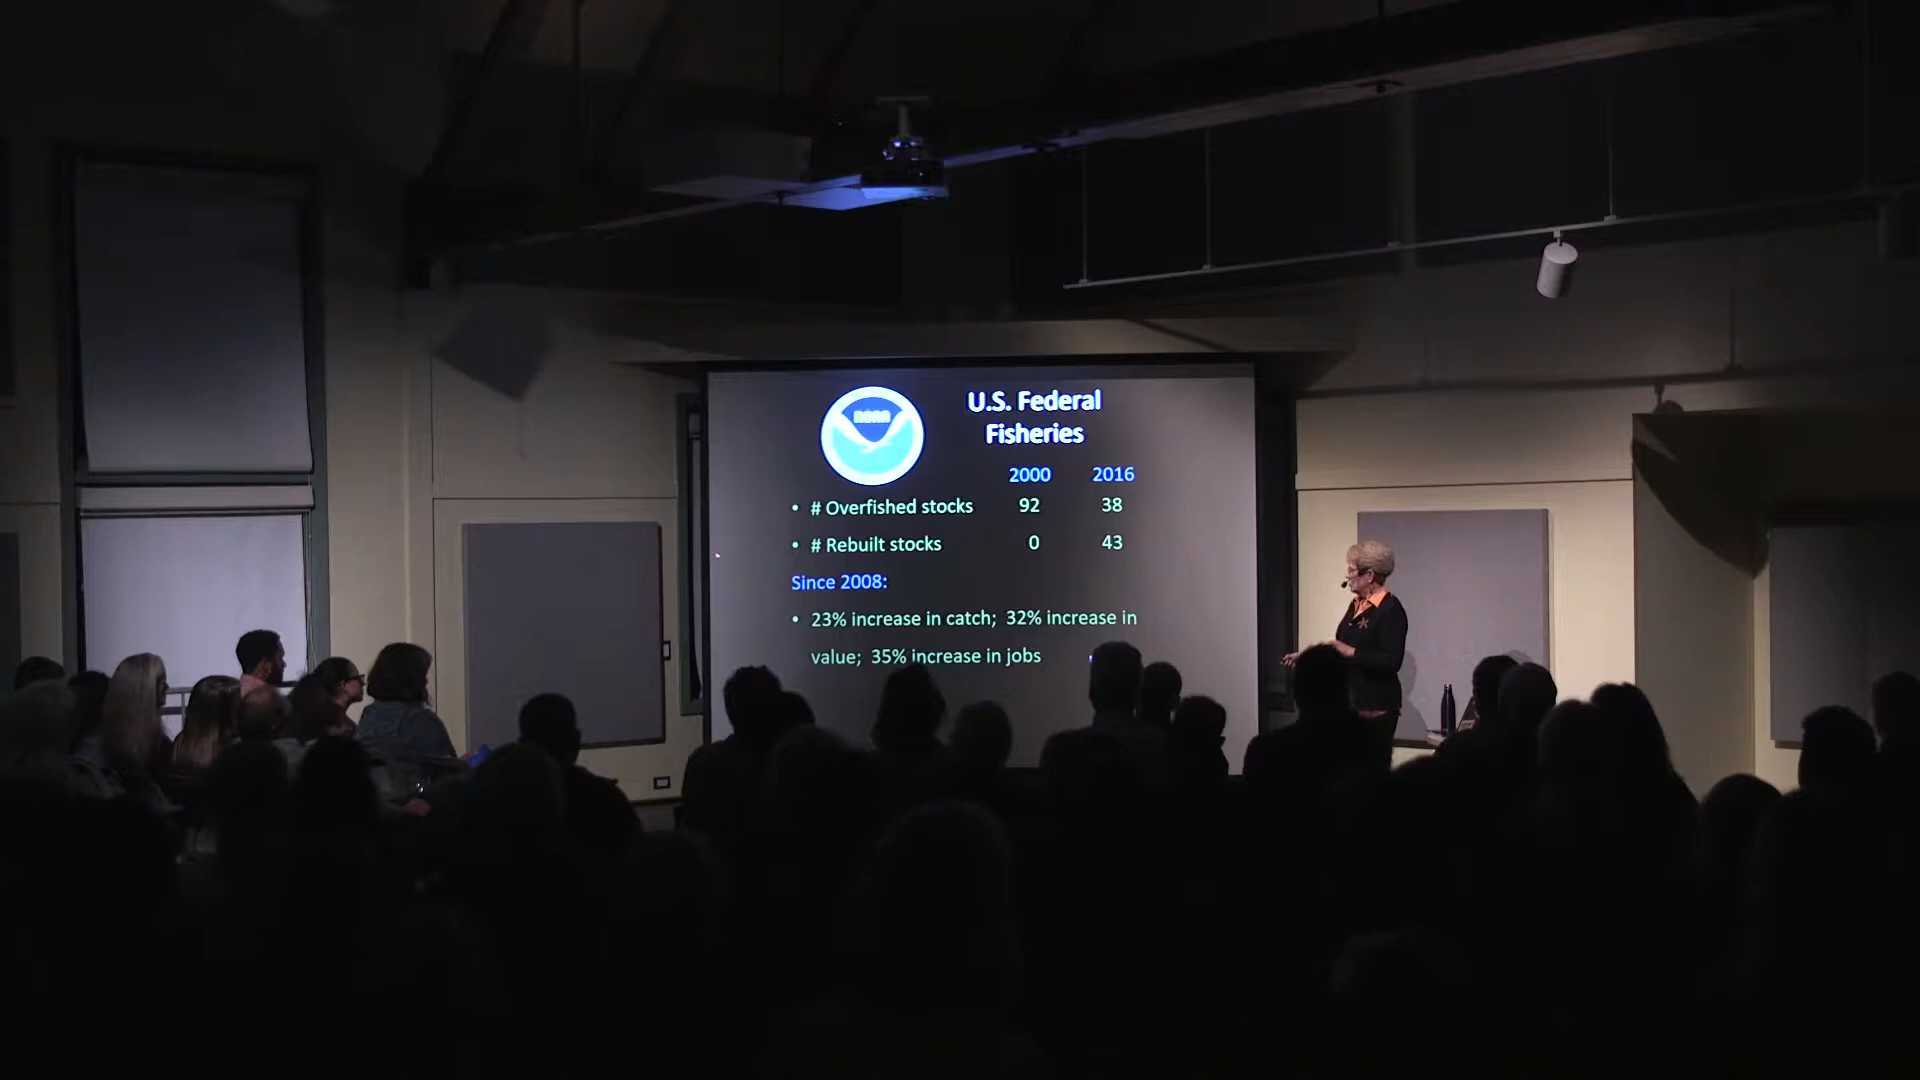 noaa
U.S. Federal
Fisheries
2000 2016
• # Overfished stocks 92 38
• # Rebuilt stocks 0 43
Since 2008:
• 23% increase in catch; 32% increase in
value; 35% increase in jobs